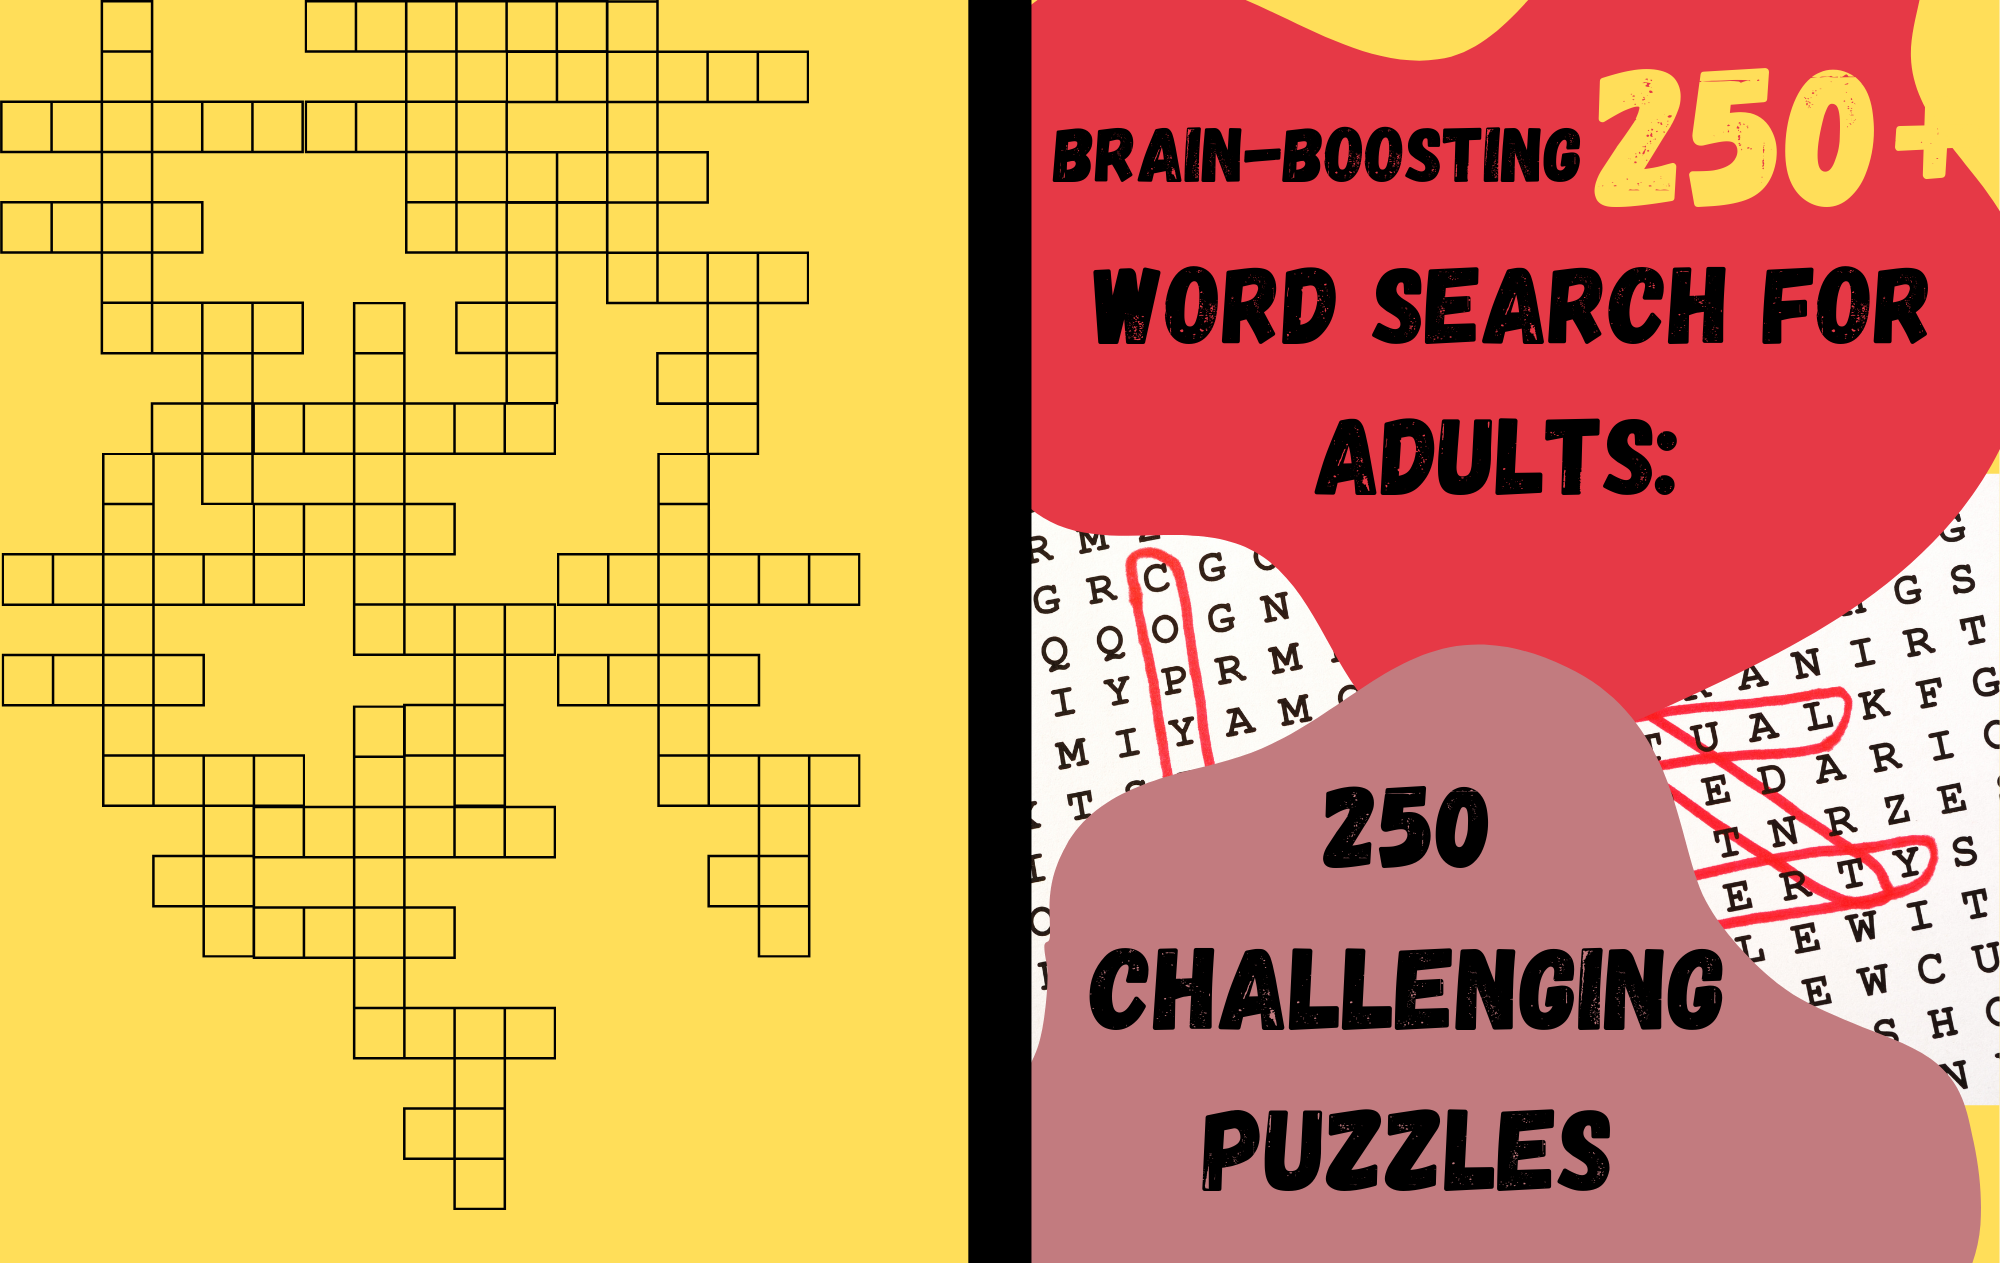 BRAIN-BOOSTING 250+
WORD SEARCH FOR
ADULTS:
R M
G R C G
Q Q O G N
I Y P R M
M I Y A M
T
G
G S
A N I R T
U A L K F G
E D A R I
T N R Z E
E R T Y S
L E W I T
E W C U
S H
N
250
CHALLENGING
PUZZLES